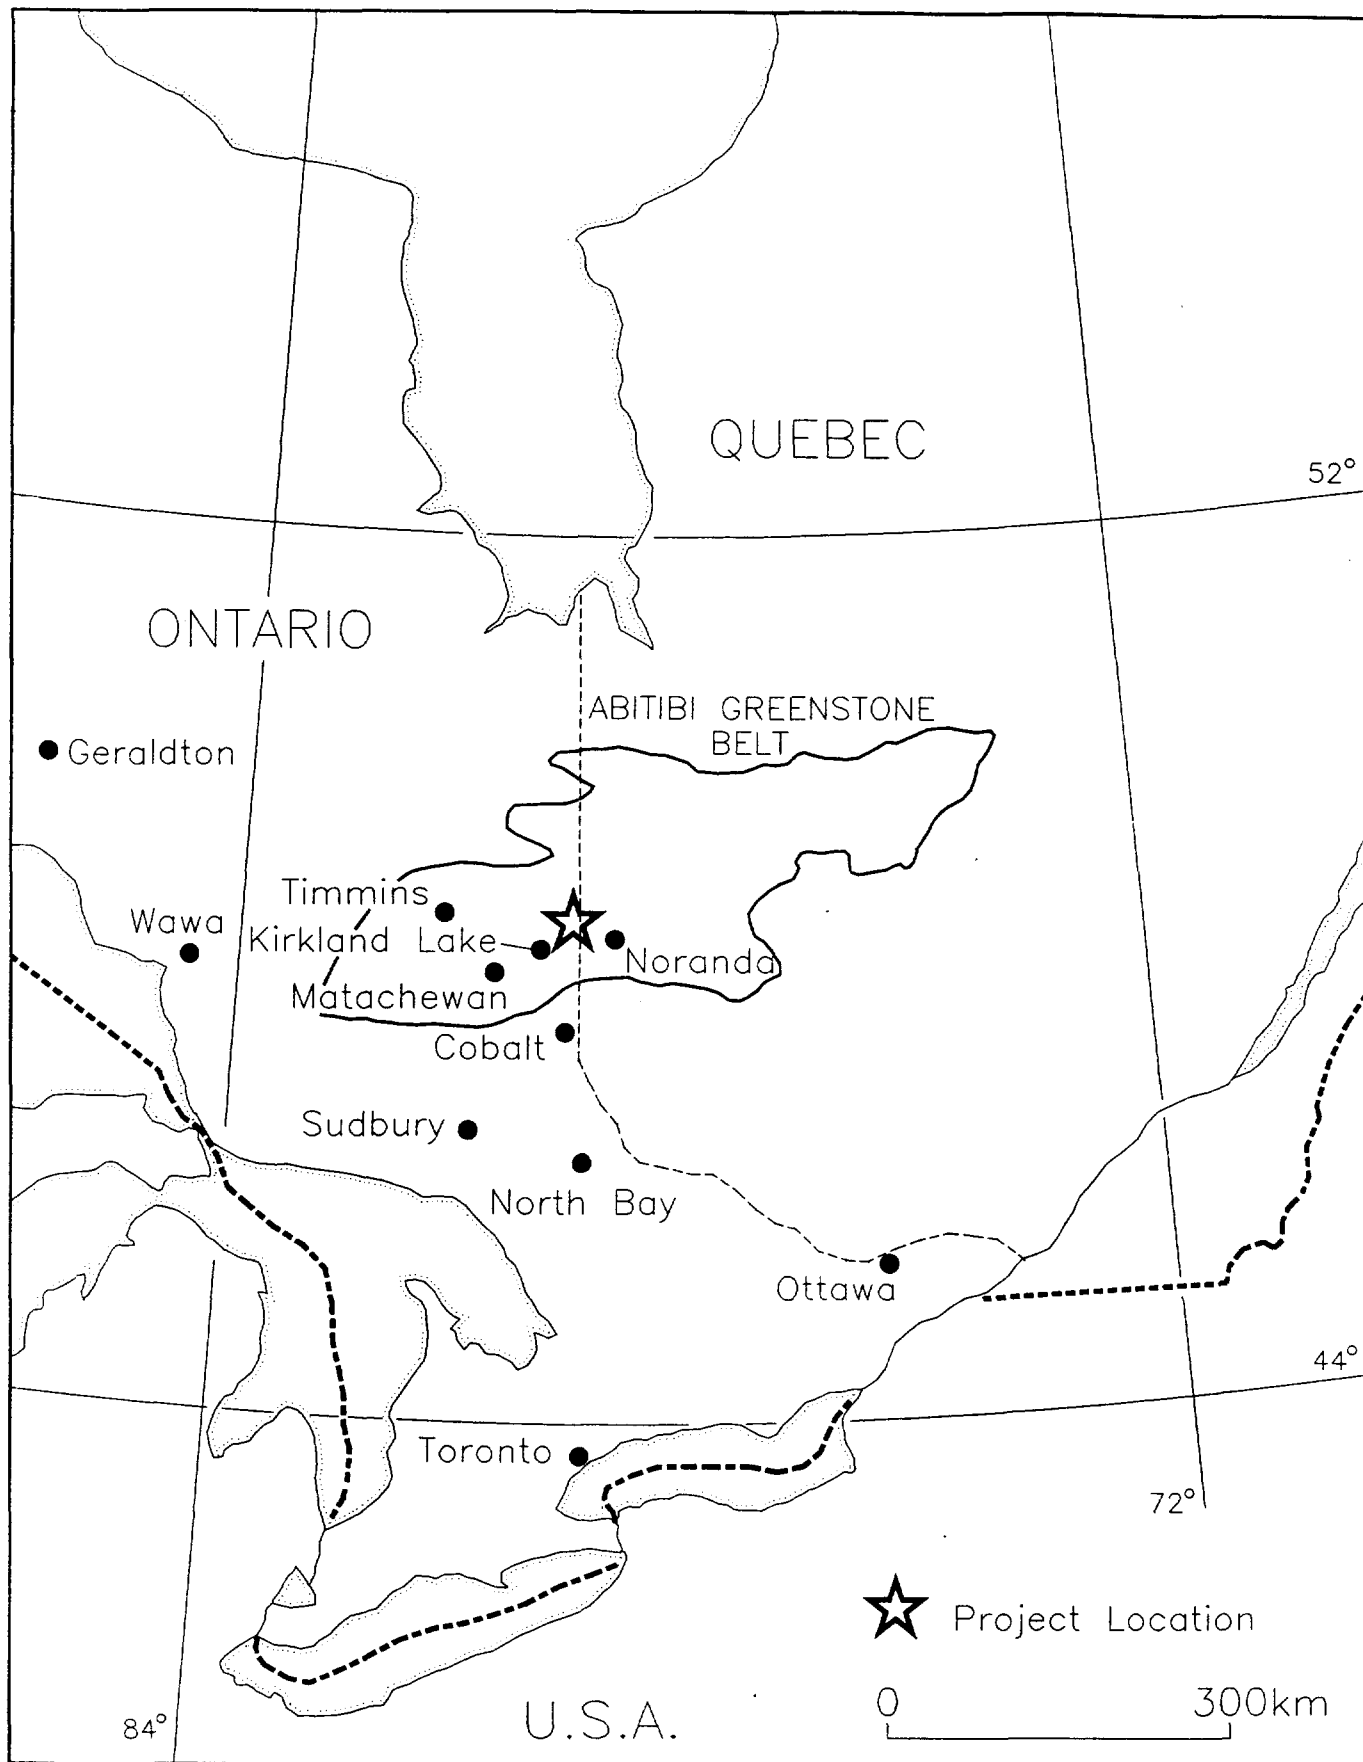 QUEBEC
52°
ONTARIO
ABITIBI GREENSTONE
BELT
Geraldton
Timmins
Wawa
Kirkland Lake
Noranda
Matachewan
Cobalt
Sudbury
North Bay
Ottawa
44°
Toronto
72°
Project Location
0 300km
U.S.A.
84°